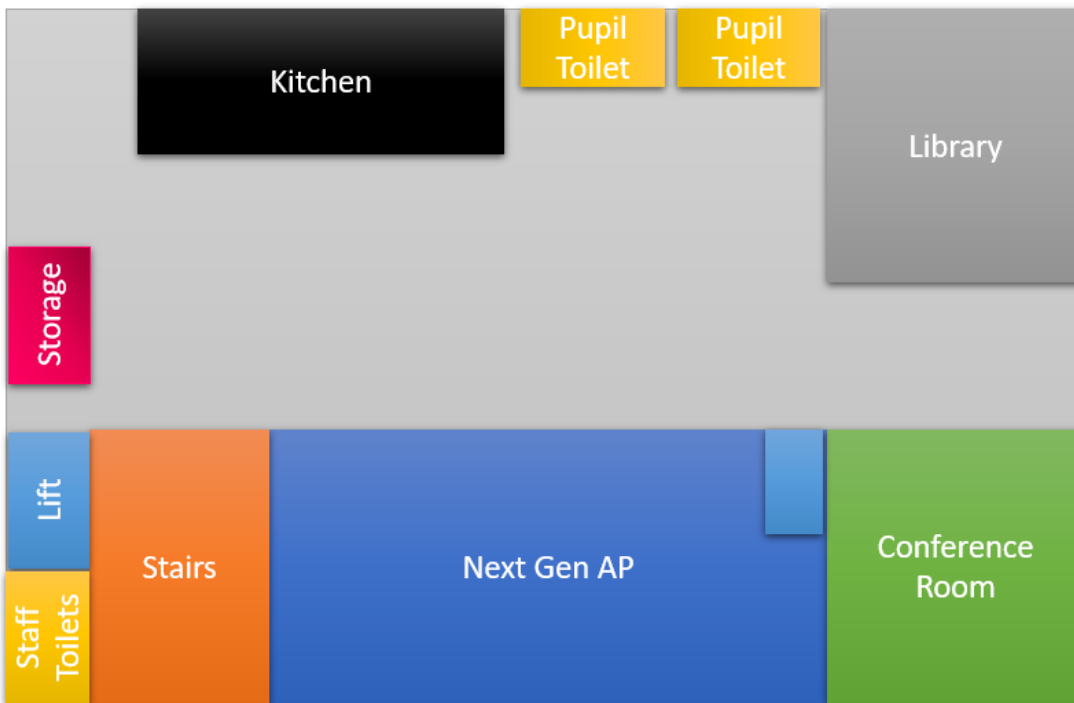 Kitchen
Pupil
Toilet
Pupil
Toilet
Library
Storage
Lift
Stairs
Next Gen AP
Conference
Room
Staff
Toilets